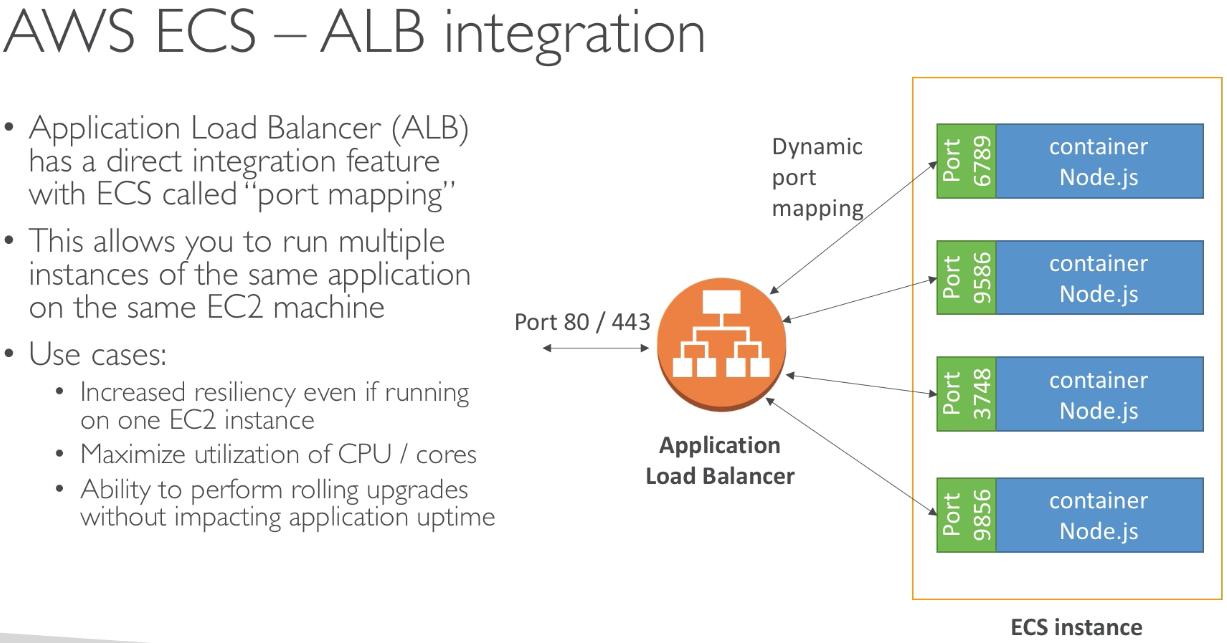 AWS ECS – ALB integration
• Application Load Balancer (ALB)
has a direct integration feature
with ECS called “port mapping”
• This allows you to run multiple
instances of the same application
on the same EC2 machine
• Use cases:
• Increased resiliency even if running
on one EC2 instance
• Maximize utilization of CPU / cores
• Ability to perform rolling upgrades
without impacting application uptime
Port 80 / 443
Application
Load Balancer
Dynamic
port
mapping
Port
6789
container
Node.js
Port
9586
container
Node.js
Port
3748
container
Node.js
Port
9856
container
Node.js
ECS instance